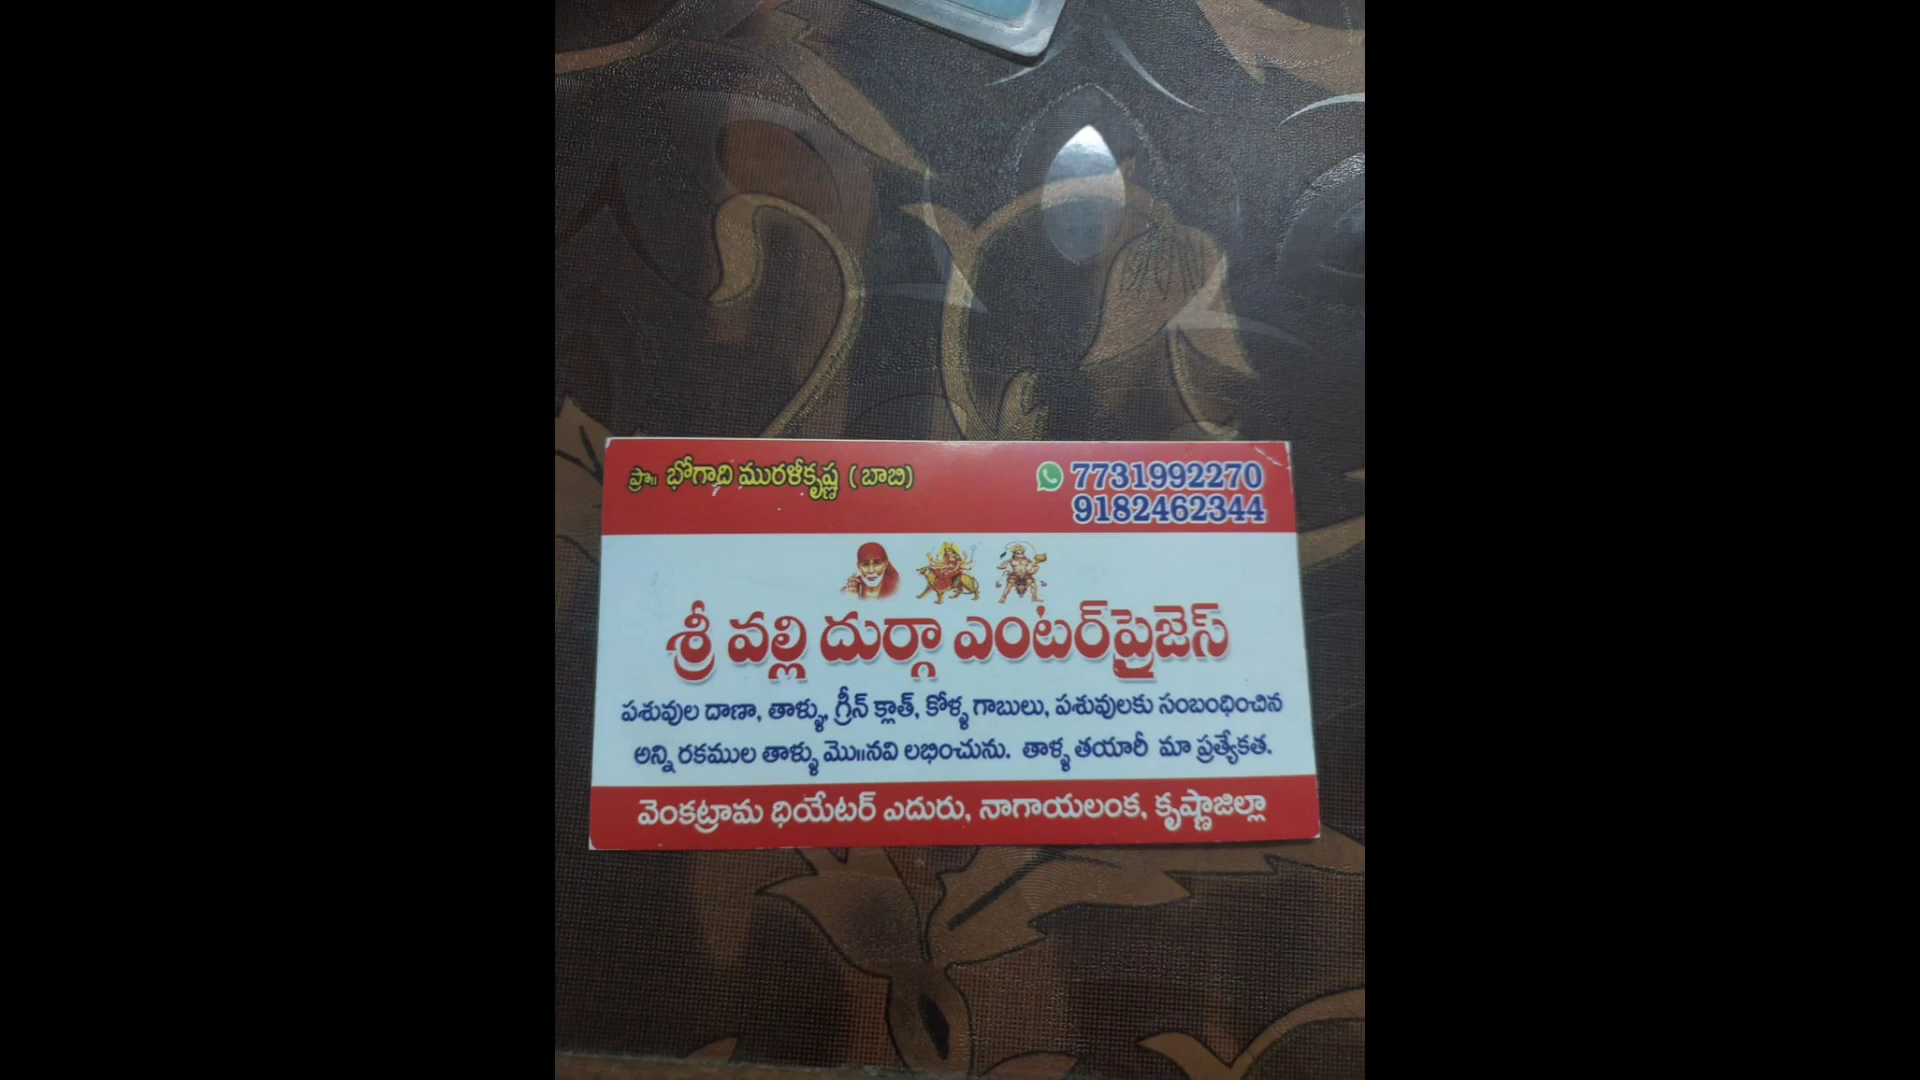 ప్రొ॥ భోగాది మురళీకృష్ణ ( బాబి)
7731992270
9182462344
శ్రీ వల్లి దుర్గా ఎంటర్‌ప్రైజెస్
పశువుల దాణా, తాళ్ళు, గ్రీన్ క్లాత్, కోళ్ళ గాబులు, పశువులకు సంబంధించిన
అన్ని రకముల తాళ్ళు మొ॥నవి లభించును. తాళ్ళ తయారీ మా ప్రత్యేకత.
వెంకట్రామ థియేటర్ ఎదురు, నాగాయలంక, కృష్ణాజిల్లా